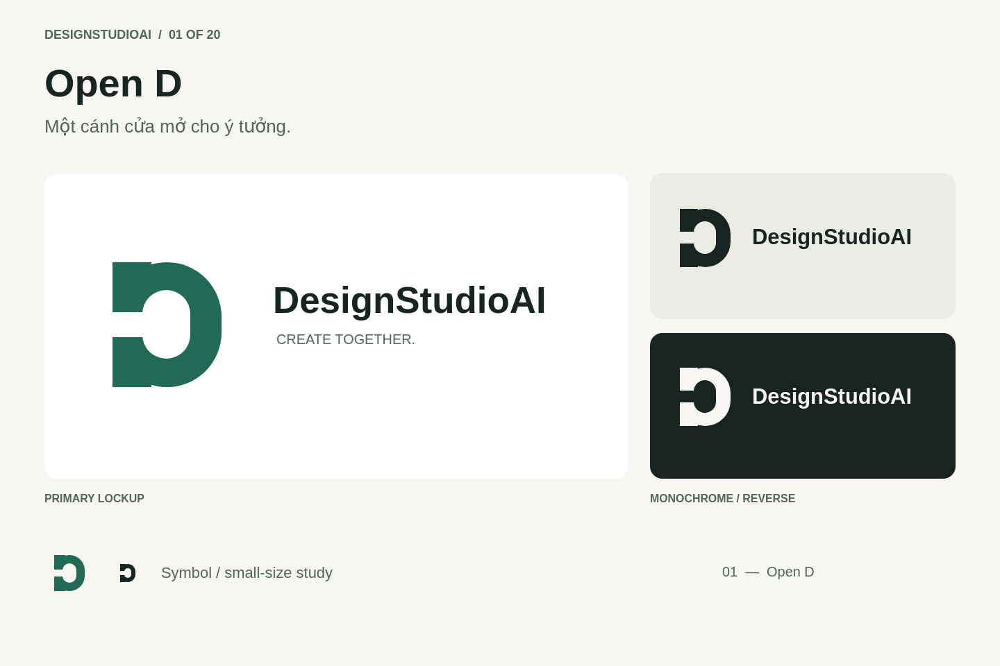 DESIGNSTUDIOAI / 01 OF 20
Open D
Một cánh cửa mở cho ý tưởng.
DesignStudioAI
CREATE TOGETHER.
DesignStudioAI
DesignStudioAI
PRIMARY LOCKUP
MONOCHROME / REVERSE
Symbol / small-size study
01 — Open D